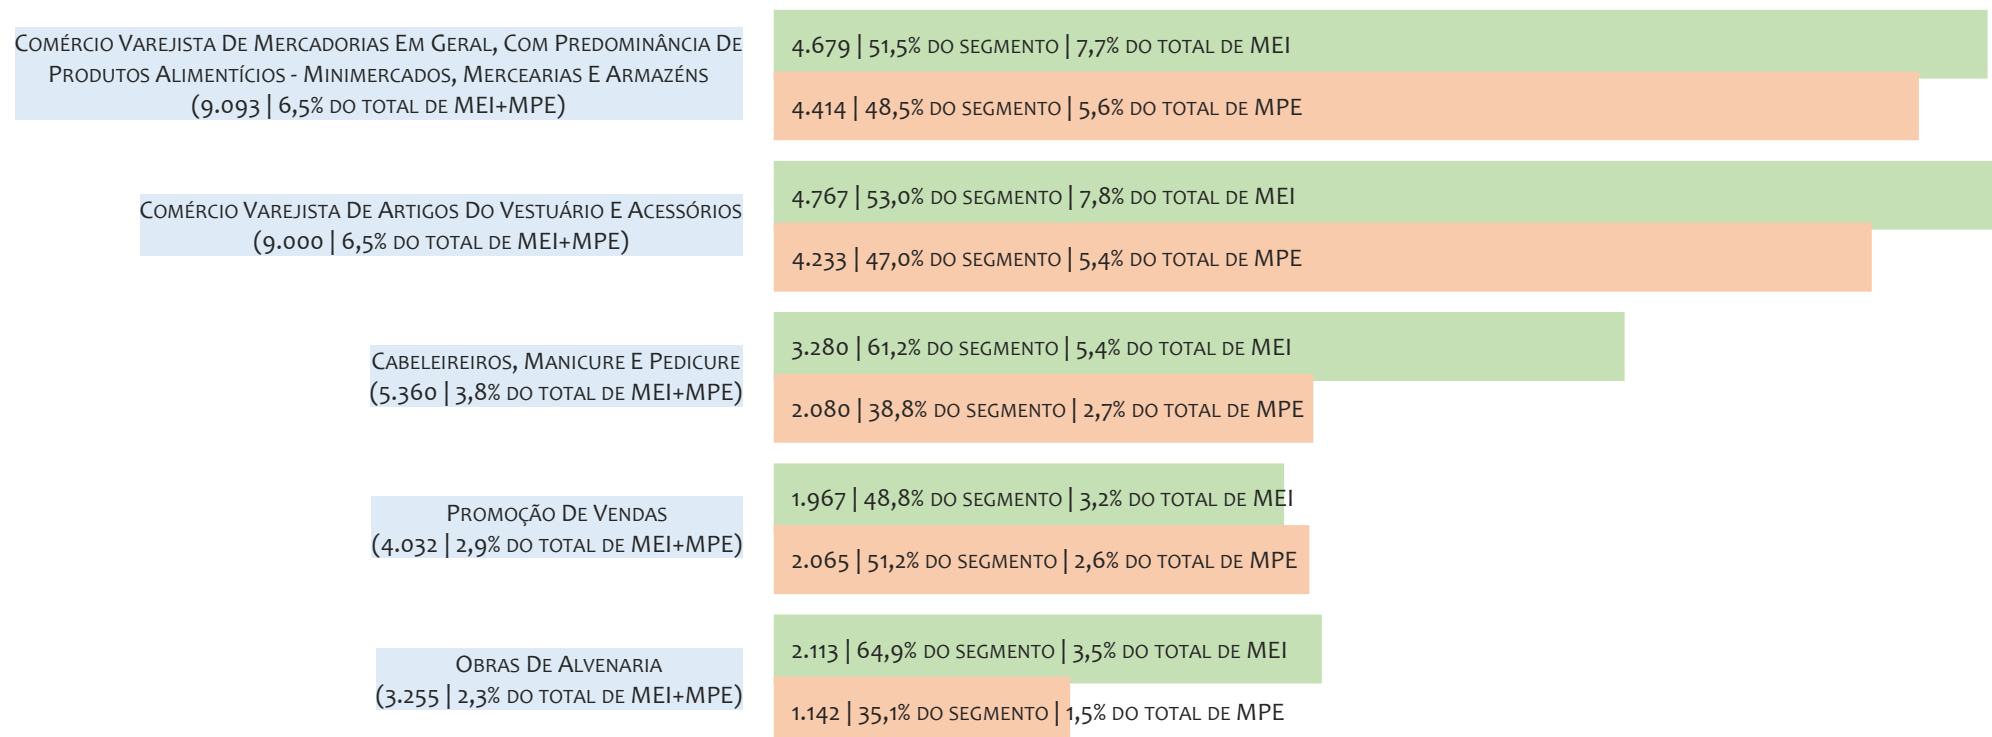 Comércio Varejista De Mercadorias Em Geral, Com Predominância De
Produtos Alimentícios - Minimercados, Mercearias E Armazéns
(9.093 | 6,5% do total de MEI+MPE)
4.679 | 51,5% do segmento | 7,7% do total de MEI
4.414 | 48,5% do segmento | 5,6% do total de MPE
Comércio Varejista De Artigos Do Vestuário E Acessórios
(9.000 | 6,5% do total de MEI+MPE)
4.767 | 53,0% do segmento | 7,8% do total de MEI
4.233 | 47,0% do segmento | 5,4% do total de MPE
Cabeleireiros, Manicure E Pedicure
(5.360 | 3,8% do total de MEI+MPE)
3.280 | 61,2% do segmento | 5,4% do total de MEI
2.080 | 38,8% do segmento | 2,7% do total de MPE
Promoção De Vendas
(4.032 | 2,9% do total de MEI+MPE)
1.967 | 48,8% do segmento | 3,2% do total de MEI
2.065 | 51,2% do segmento | 2,6% do total de MPE
Obras De Alvenaria
(3.255 | 2,3% do total de MEI+MPE)
2.113 | 64,9% do segmento | 3,5% do total de MEI
1.142 | 35,1% do segmento | 1,5% do total de MPE